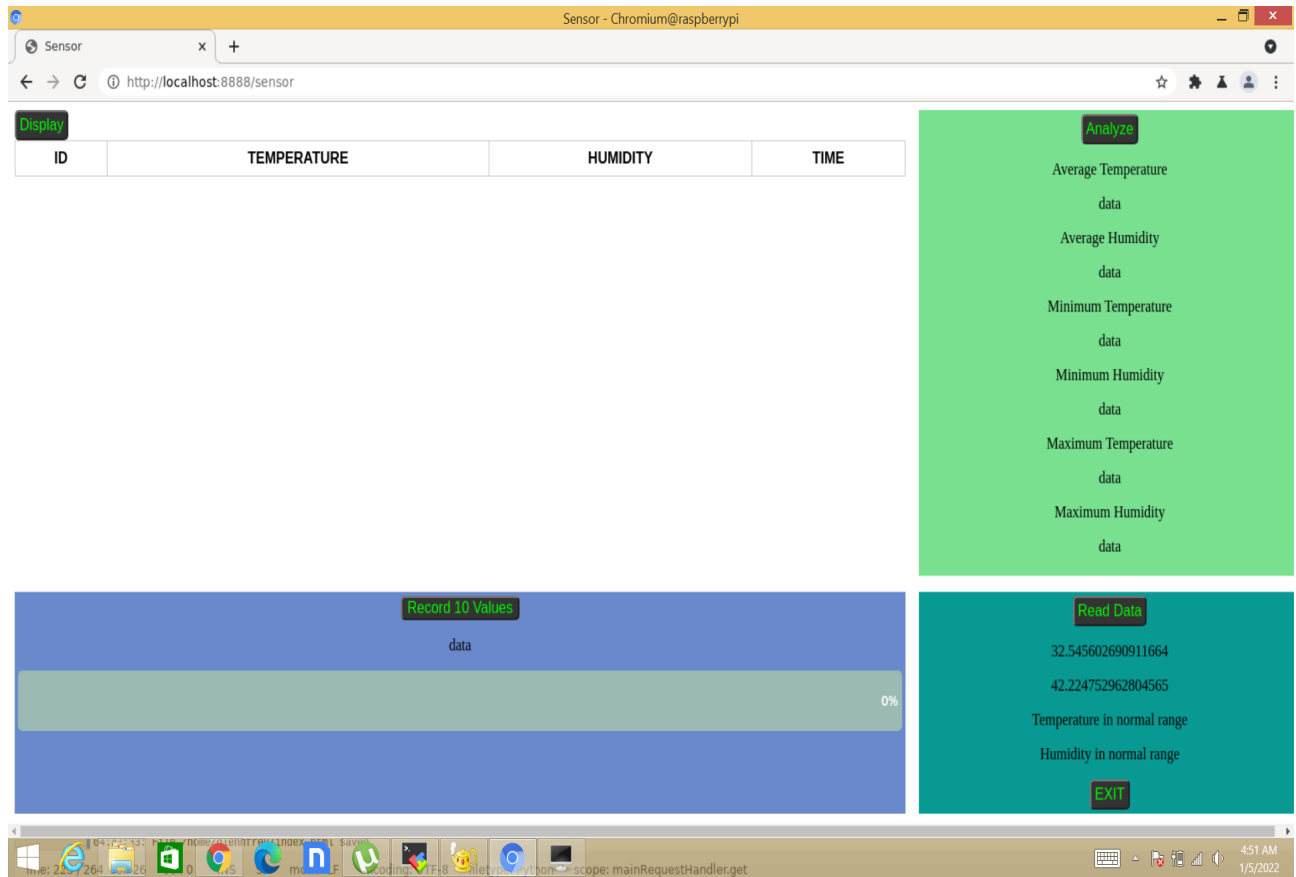 Sensor - Chromium@raspberrypi
Sensor
http://localhost:8888/sensor
Display
ID TEMPERATURE HUMIDITY TIME
Analyze
Average Temperature
data
Average Humidity
data
Minimum Temperature
data
Minimum Humidity
data
Maximum Temperature
data
Maximum Humidity
data
Record 10 Values
data
0%
Read Data
32.545602690911664
42.224752962804565
Temperature in normal range
Humidity in normal range
EXIT
scope: mainRequestHandler.get
4:51 AM
1/5/2022